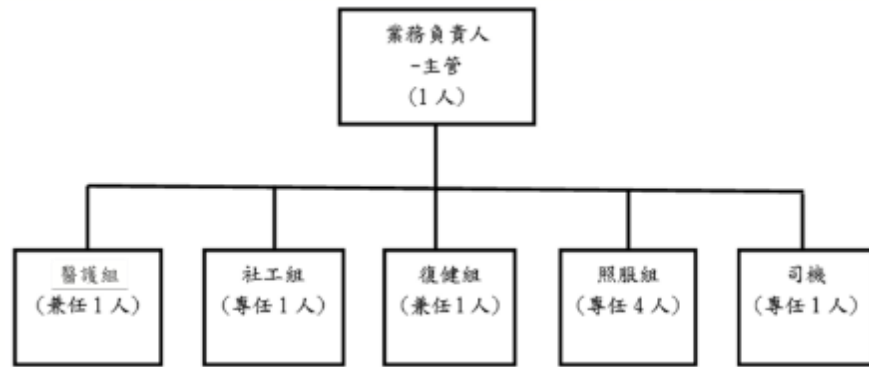 業務負責人
-主管
(1人)
醫護組
(兼任1人)
社工組
(專任1人)
復健組
(兼任1人)
照服組
(專任4人)
司機
(專任1人)